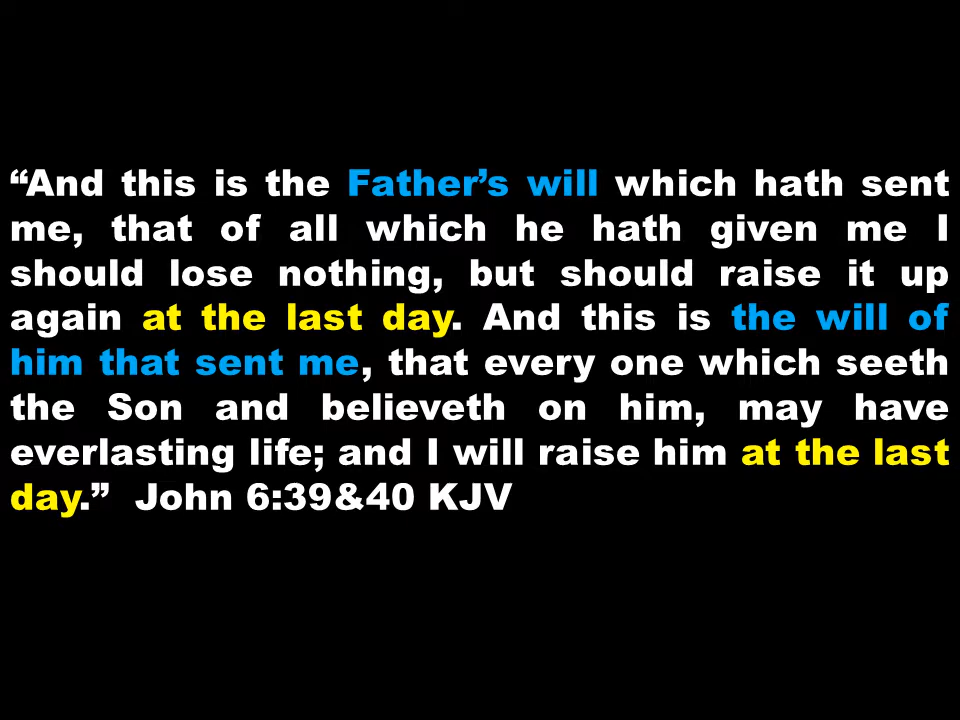 “And this is the Father’s will which hath sent
me, that of all which he hath given me I
should lose nothing, but should raise it up
again at the last day. And this is the will of
him that sent me, that every one which seeth
the Son and believeth on him, may have
everlasting life; and I will raise him at the last
day.” John 6:39&40 KJV